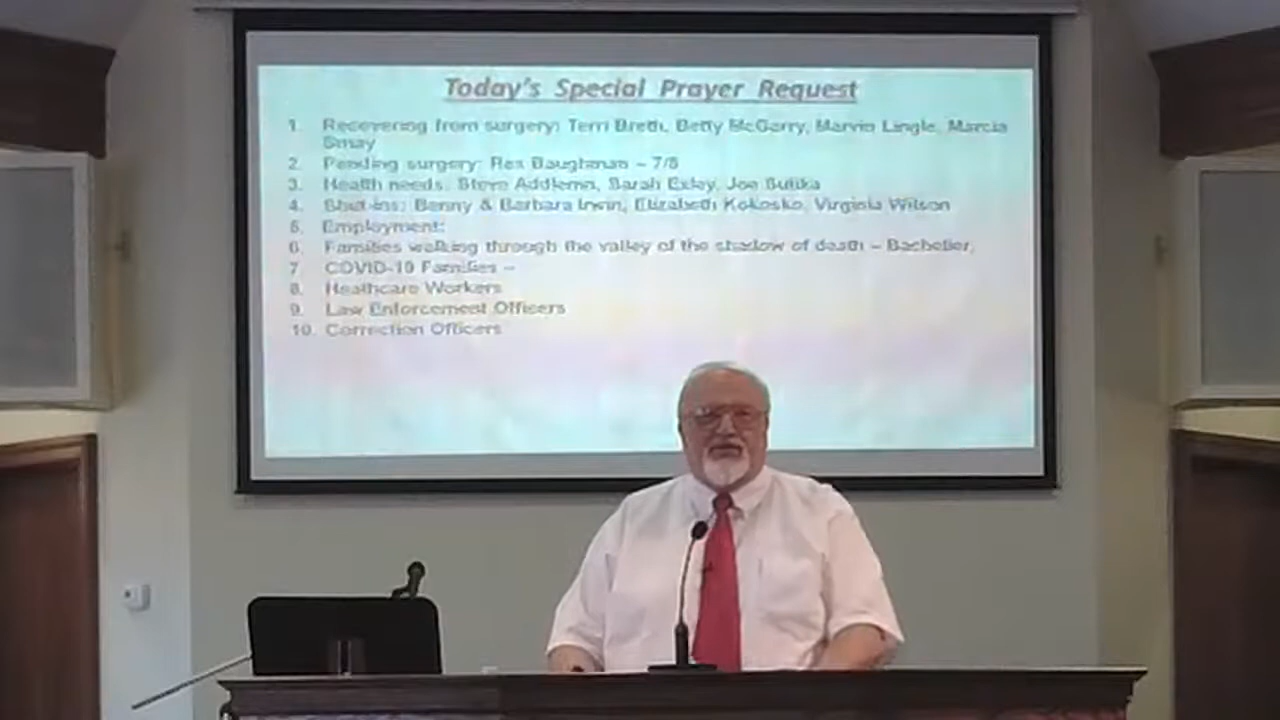 Today's Special Prayer Request
1. Recovering from surgery: Terri Breth, Betty McGarry, Marvin Lingle, Marcia
Smay
2. Pending surgery: Rex Baughman – 7/8
3. Health needs: Steve Addleman, Sarah Exley, Joe
4. Shut-ins: Benny & Barbara Irwin, Elizabeth Kokosko, Virginia Wilson
5. Employment:
6. Families walking through the valley of the shadow of death – Bachelier,
7. COVID-19 Families –
8. Healthcare Workers
9. Law Enforcement Officers
10. Correction Officers